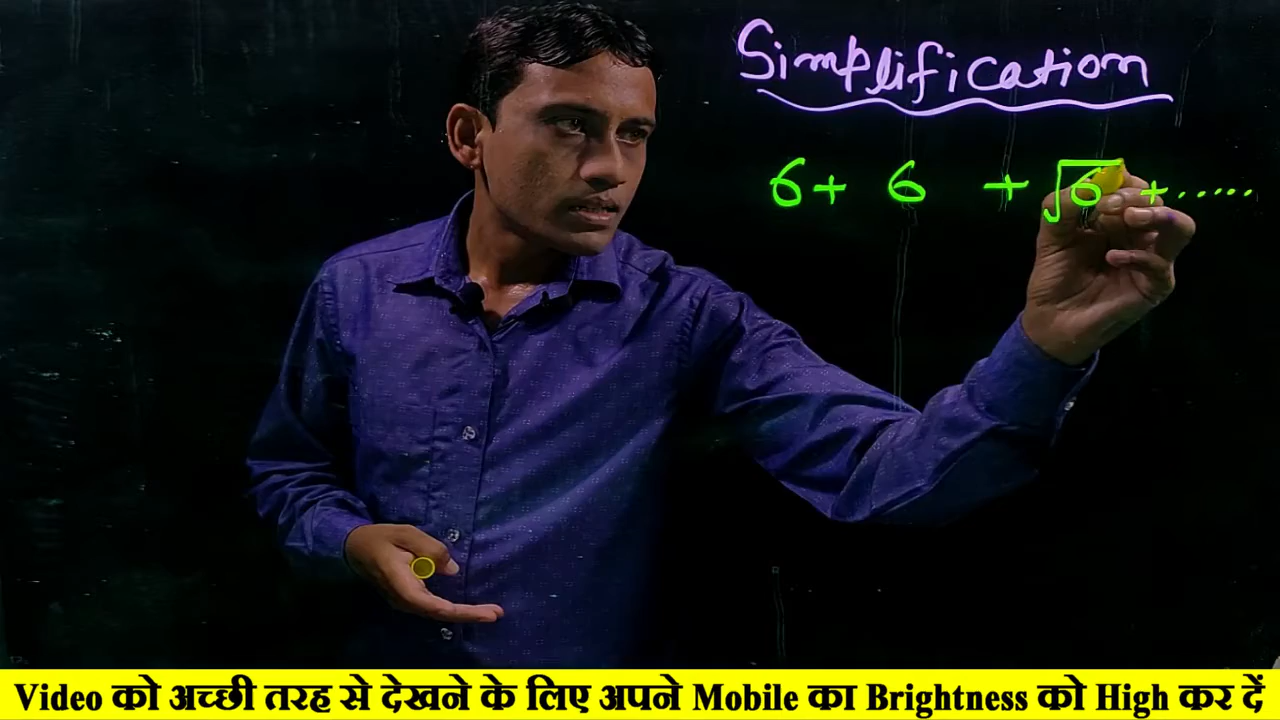 Simplification
6+ 6 + √6 + .....
Video को अच्छी तरह से देखने के लिए अपने Mobile का Brightness को High कर दें